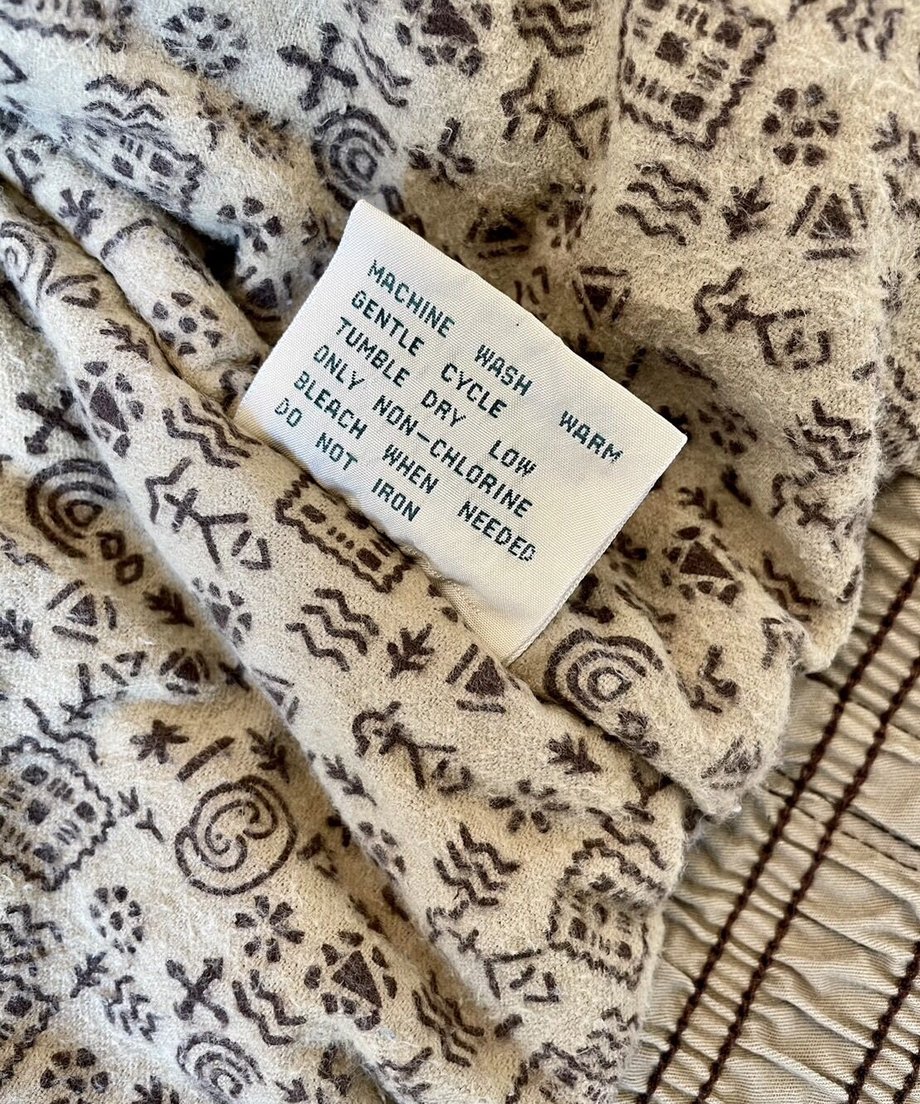 MACHINE WASH WARM
GENTLE CYCLE
TUMBLE DRY LOW
ONLY NON-CHLORINE
BLEACH WHEN NEEDED
DO NOT IRON